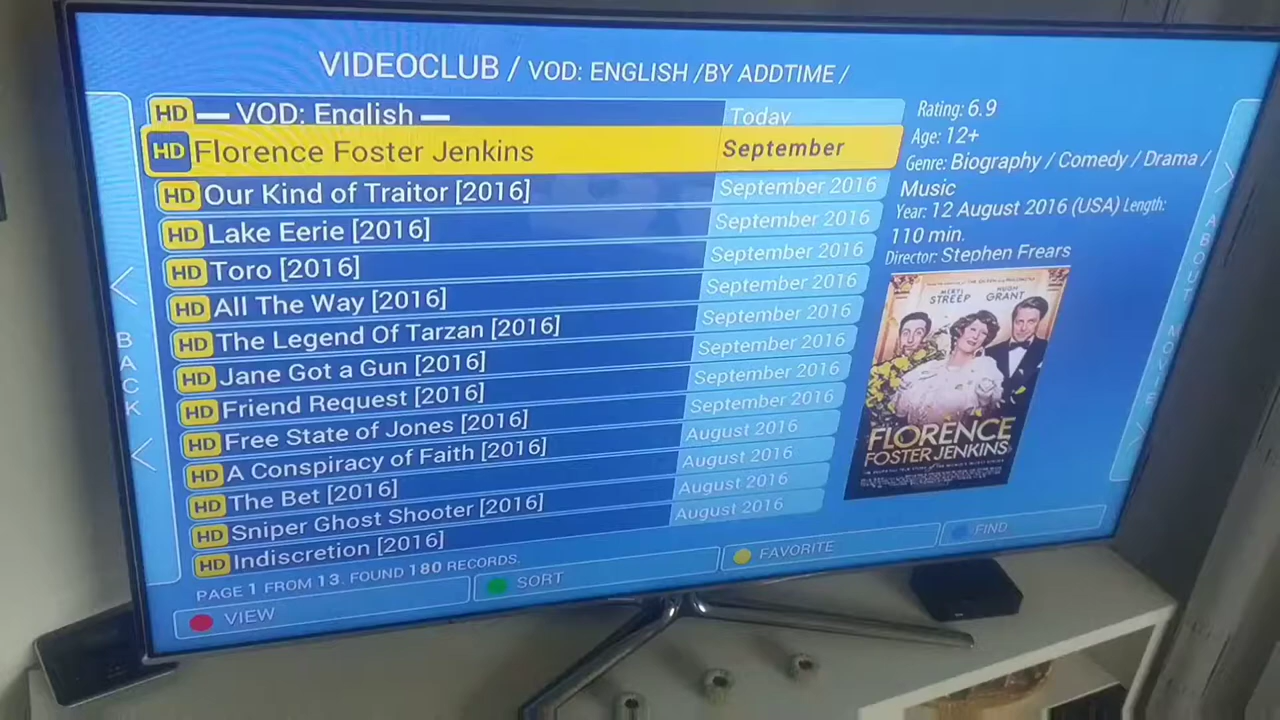 VIDEOCLUB / VOD: ENGLISH /BY ADDTIME /
HD — VOD: English — Today
HD Florence Foster Jenkins September
HD Our Kind of Traitor [2016] September 2016
HD Lake Eerie [2016] September 2016
HD Toro [2016] September 2016
HD All The Way [2016] September 2016
HD The Legend Of Tarzan [2016] September 2016
HD Jane Got a Gun [2016] September 2016
HD Friend Request [2016] September 2016
HD Free State of Jones [2016] September 2016
HD A Conspiracy of Faith [2016] August 2016
HD The Bet [2016] August 2016
HD Sniper Ghost Shooter [2016] August 2016
HD Indiscretion [2016] August 2016
PAGE 1 FROM 13. FOUND 180 RECORDS.
VIEW
SORT
FAVORITE
FIND
BACK
Rating: 6.9
Age: 12+
Genre: Biography / Comedy / Drama /
Music
Year: 12 August 2016 (USA) Length:
110 min.
Director: Stephen Frears
MERYL STREEP
HUGH GRANT
FLORENCE
FOSTER JENKINS
ABOUT MOVIE